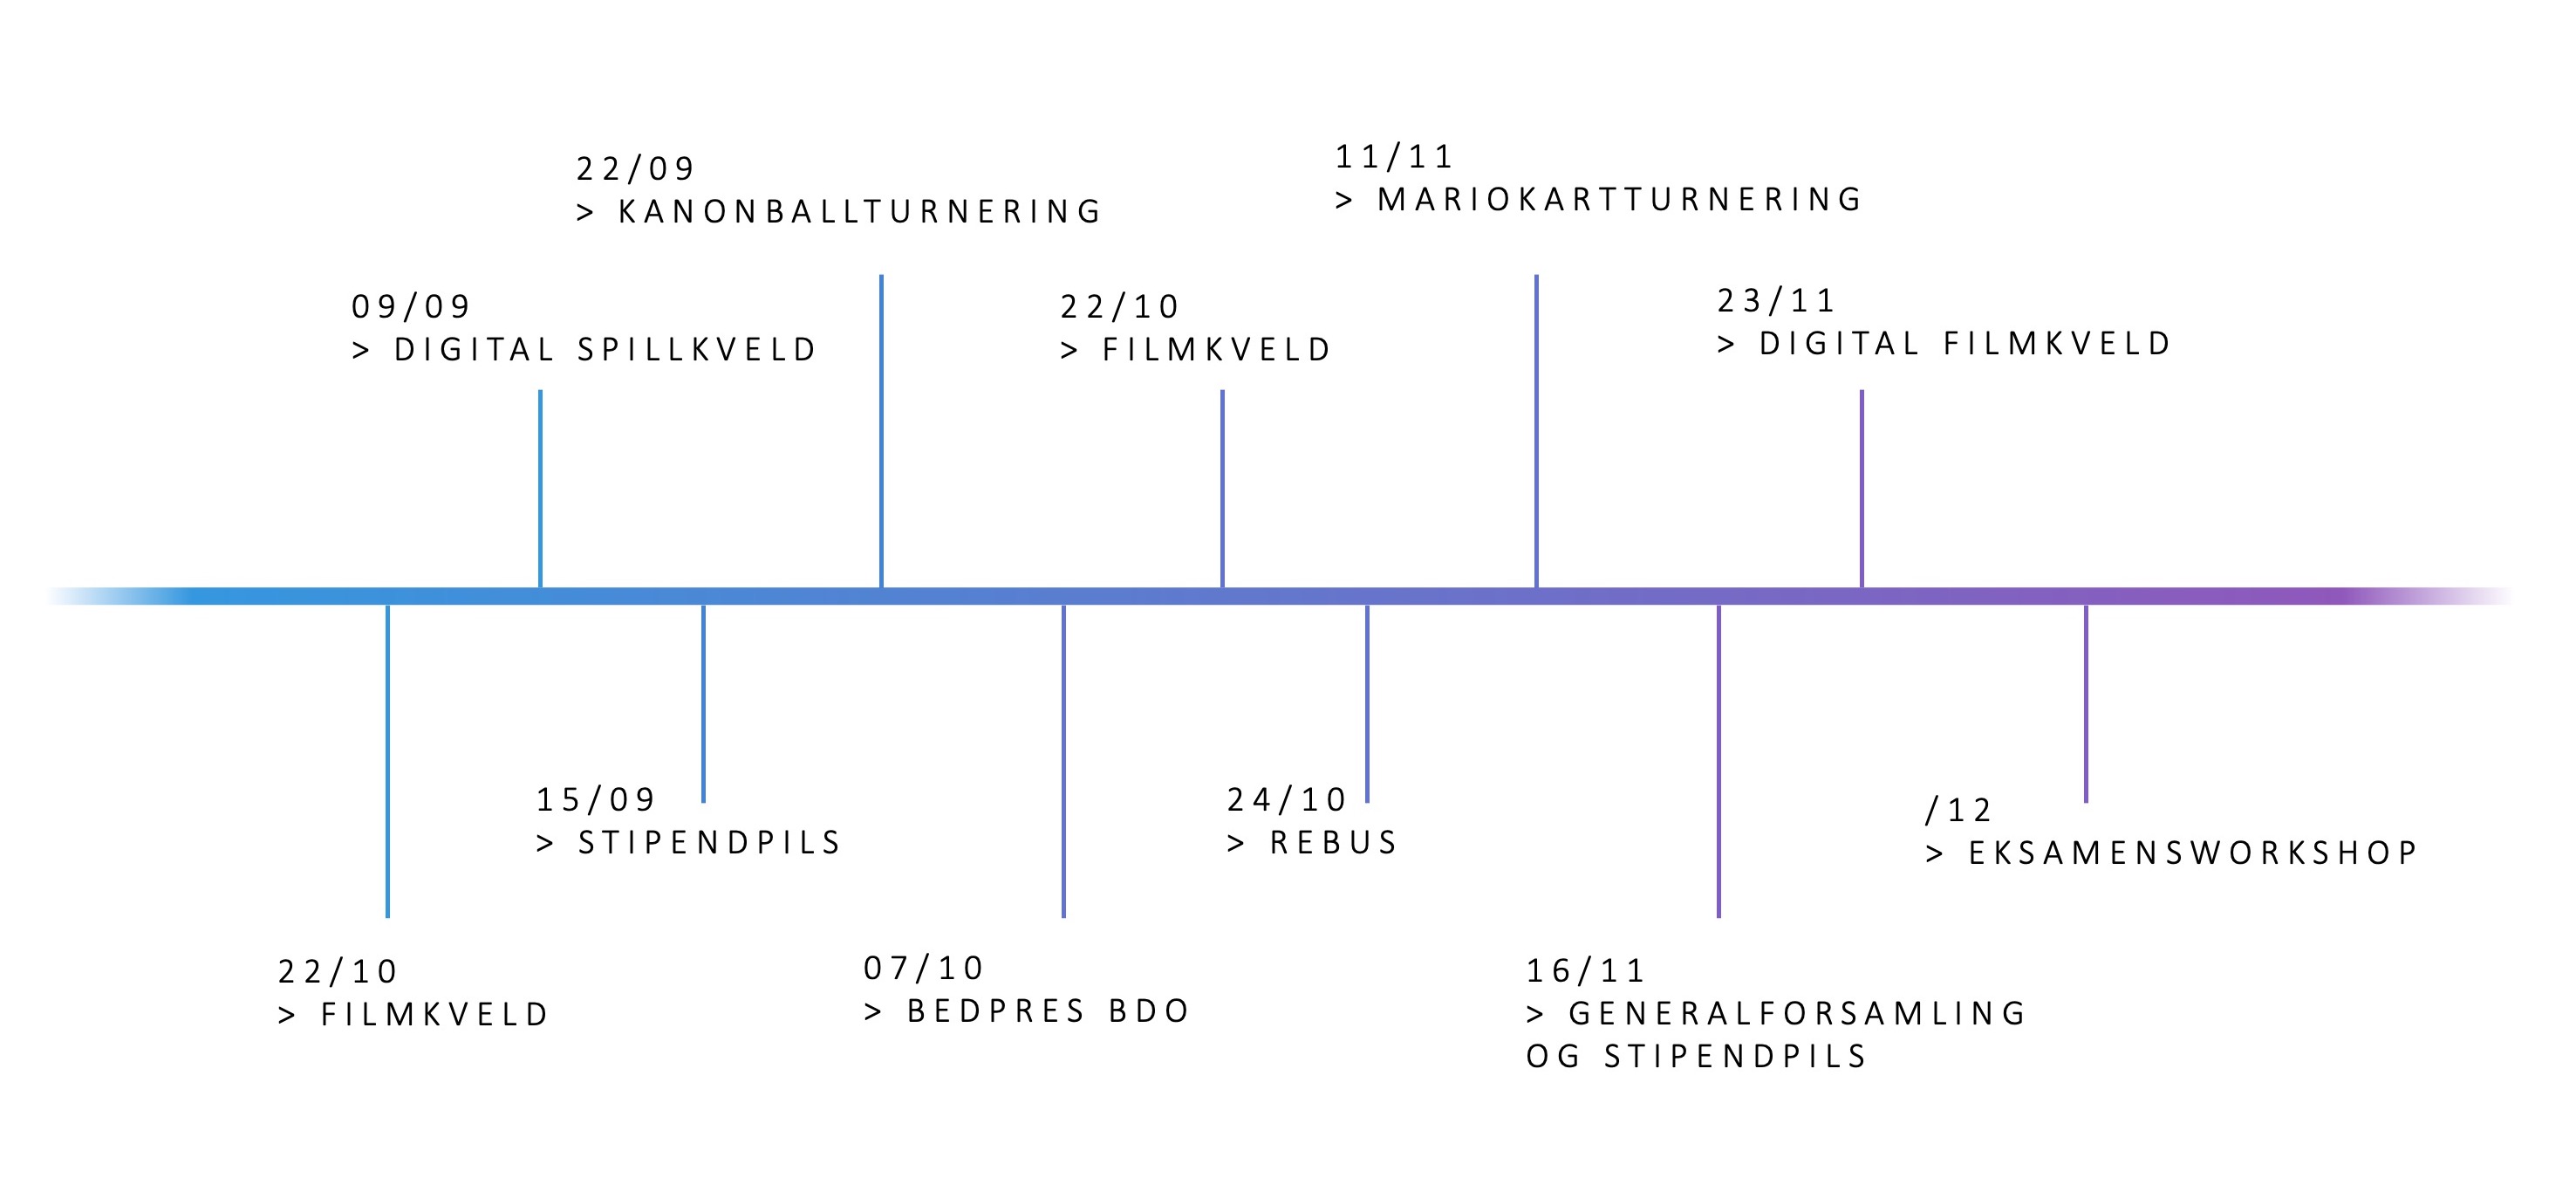 22/09
> KANONBALLTURNERING
11/11
> MARIOKARTTURNERING
09/09
> DIGITAL SPILLKVELD
22/10
> FILMKVELD
23/11
> DIGITAL FILMKVELD
15/09
> STIPENDPILS
24/10
> REBUS
/12
> EKSAMENSWORKSHOP
22/10
> FILMKVELD
07/10
> BEDPRES BDO
16/11
> GENERALFORSAMLING
OG STIPENDPILS